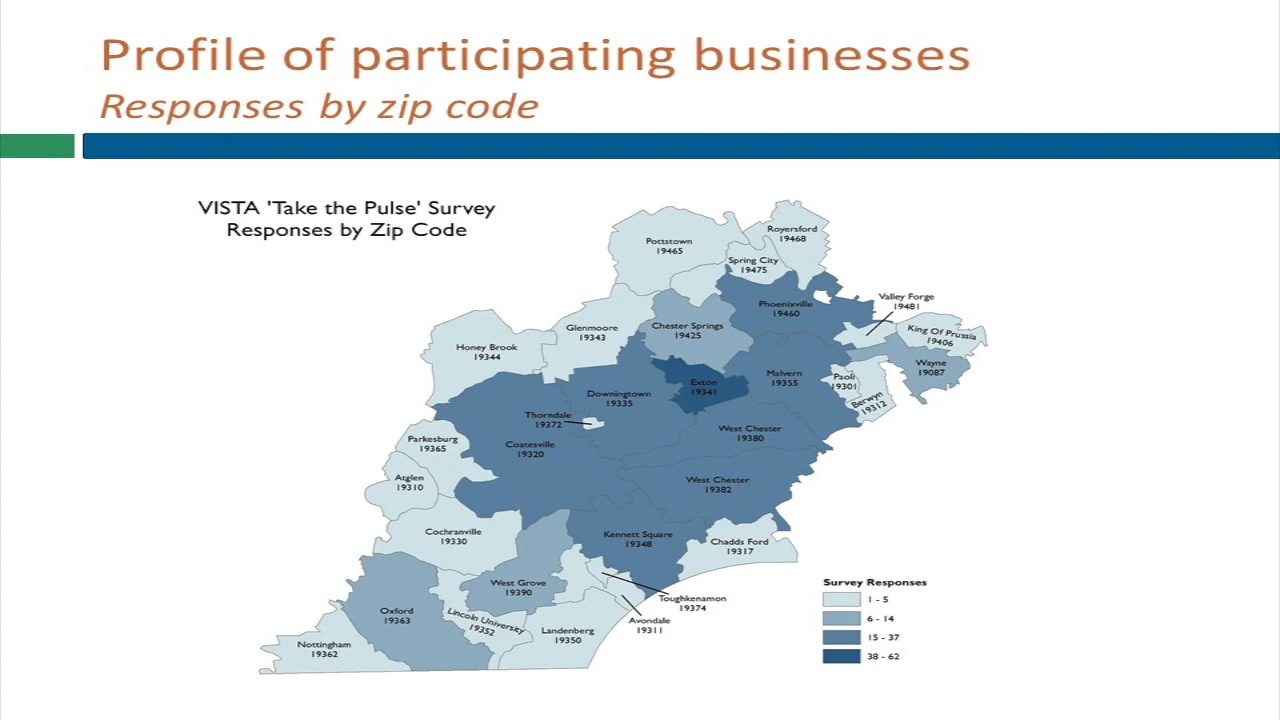 Profile of participating businesses
Responses by zip code
VISTA 'Take the Pulse' Survey
Responses by Zip Code
Pottstown
19465
Royersford
19468
Spring City
19475
Phoenixville
19460
Valley Forge
19481
King Of Prussia
19406
Wayne
19087
Chester Springs
19425
Glenmoore
19343
Honey Brook
19344
Exton
19341
Malvern
19355
Paoli
19301
Berwyn
19312
Downingtown
19335
Thorndale
19372
West Chester
19380
Coatesville
19320
Parkesburg
19365
Atglen
19310
West Chester
19382
Cochranville
19330
Kennett Square
19348
Chadds Ford
19317
West Grove
19390
Toughkenamon
19374
Avondale
19311
Oxford
19363
Lincoln University
19352
Landenberg
19350
Nottingham
19362
Survey Responses
1 - 5
6 - 14
15 - 37
38 - 62